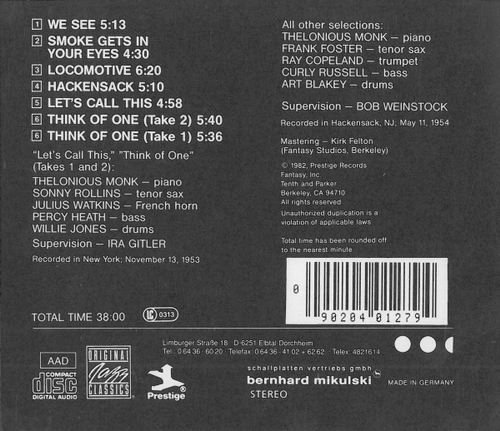 1 WE SEE 5:13
2 SMOKE GETS IN
YOUR EYES 4:30
3 LOCOMOTIVE 6:20
4 HACKENSACK 5:10
5 LET'S CALL THIS 4:58
6 THINK OF ONE (Take 2) 5:40
6 THINK OF ONE (Take 1) 5:36
"Let's Call This," "Think of One"
(Takes 1 and 2):
THELONIOUS MONK – piano
SONNY ROLLINS – tenor sax
JULIUS WATKINS – French horn
PERCY HEATH – bass
WILLIE JONES – drums
Supervision – IRA GITLER
Recorded in New York; November 13, 1953
TOTAL TIME 38:00
LC 0313
All other selections:
THELONIOUS MONK – piano
FRANK FOSTER – tenor sax
RAY COPELAND – trumpet
CURLY RUSSELL – bass
ART BLAKEY – drums
Supervision – BOB WEINSTOCK
Recorded in Hackensack, NJ; May 11, 1954
Mastering – Kirk Felton
(Fantasy Studios, Berkeley)
© 1982, Prestige Records
Fantasy, Inc
Tenth and Parker
Berkeley, CA 94710
All rights reserved
Unauthorized duplication is a
violation of applicable laws
Total time has been rounded off
to the nearest minute
0 90204 01279
AAD
COMPACT
disc
DIGITAL AUDIO
ORIGINAL
Jazz
CLASSICS
Prestige
Limburger Straße 18 D-6251 Elbtal Dorchheim
Tel.: 0 64 36 · 60 20 Telefax: 0 64 36 · 41 02 + 62 62 Telex: 4821614
schallplatten vertriebs gmbh
bernhard mikulski
STEREO
MADE IN GERMANY